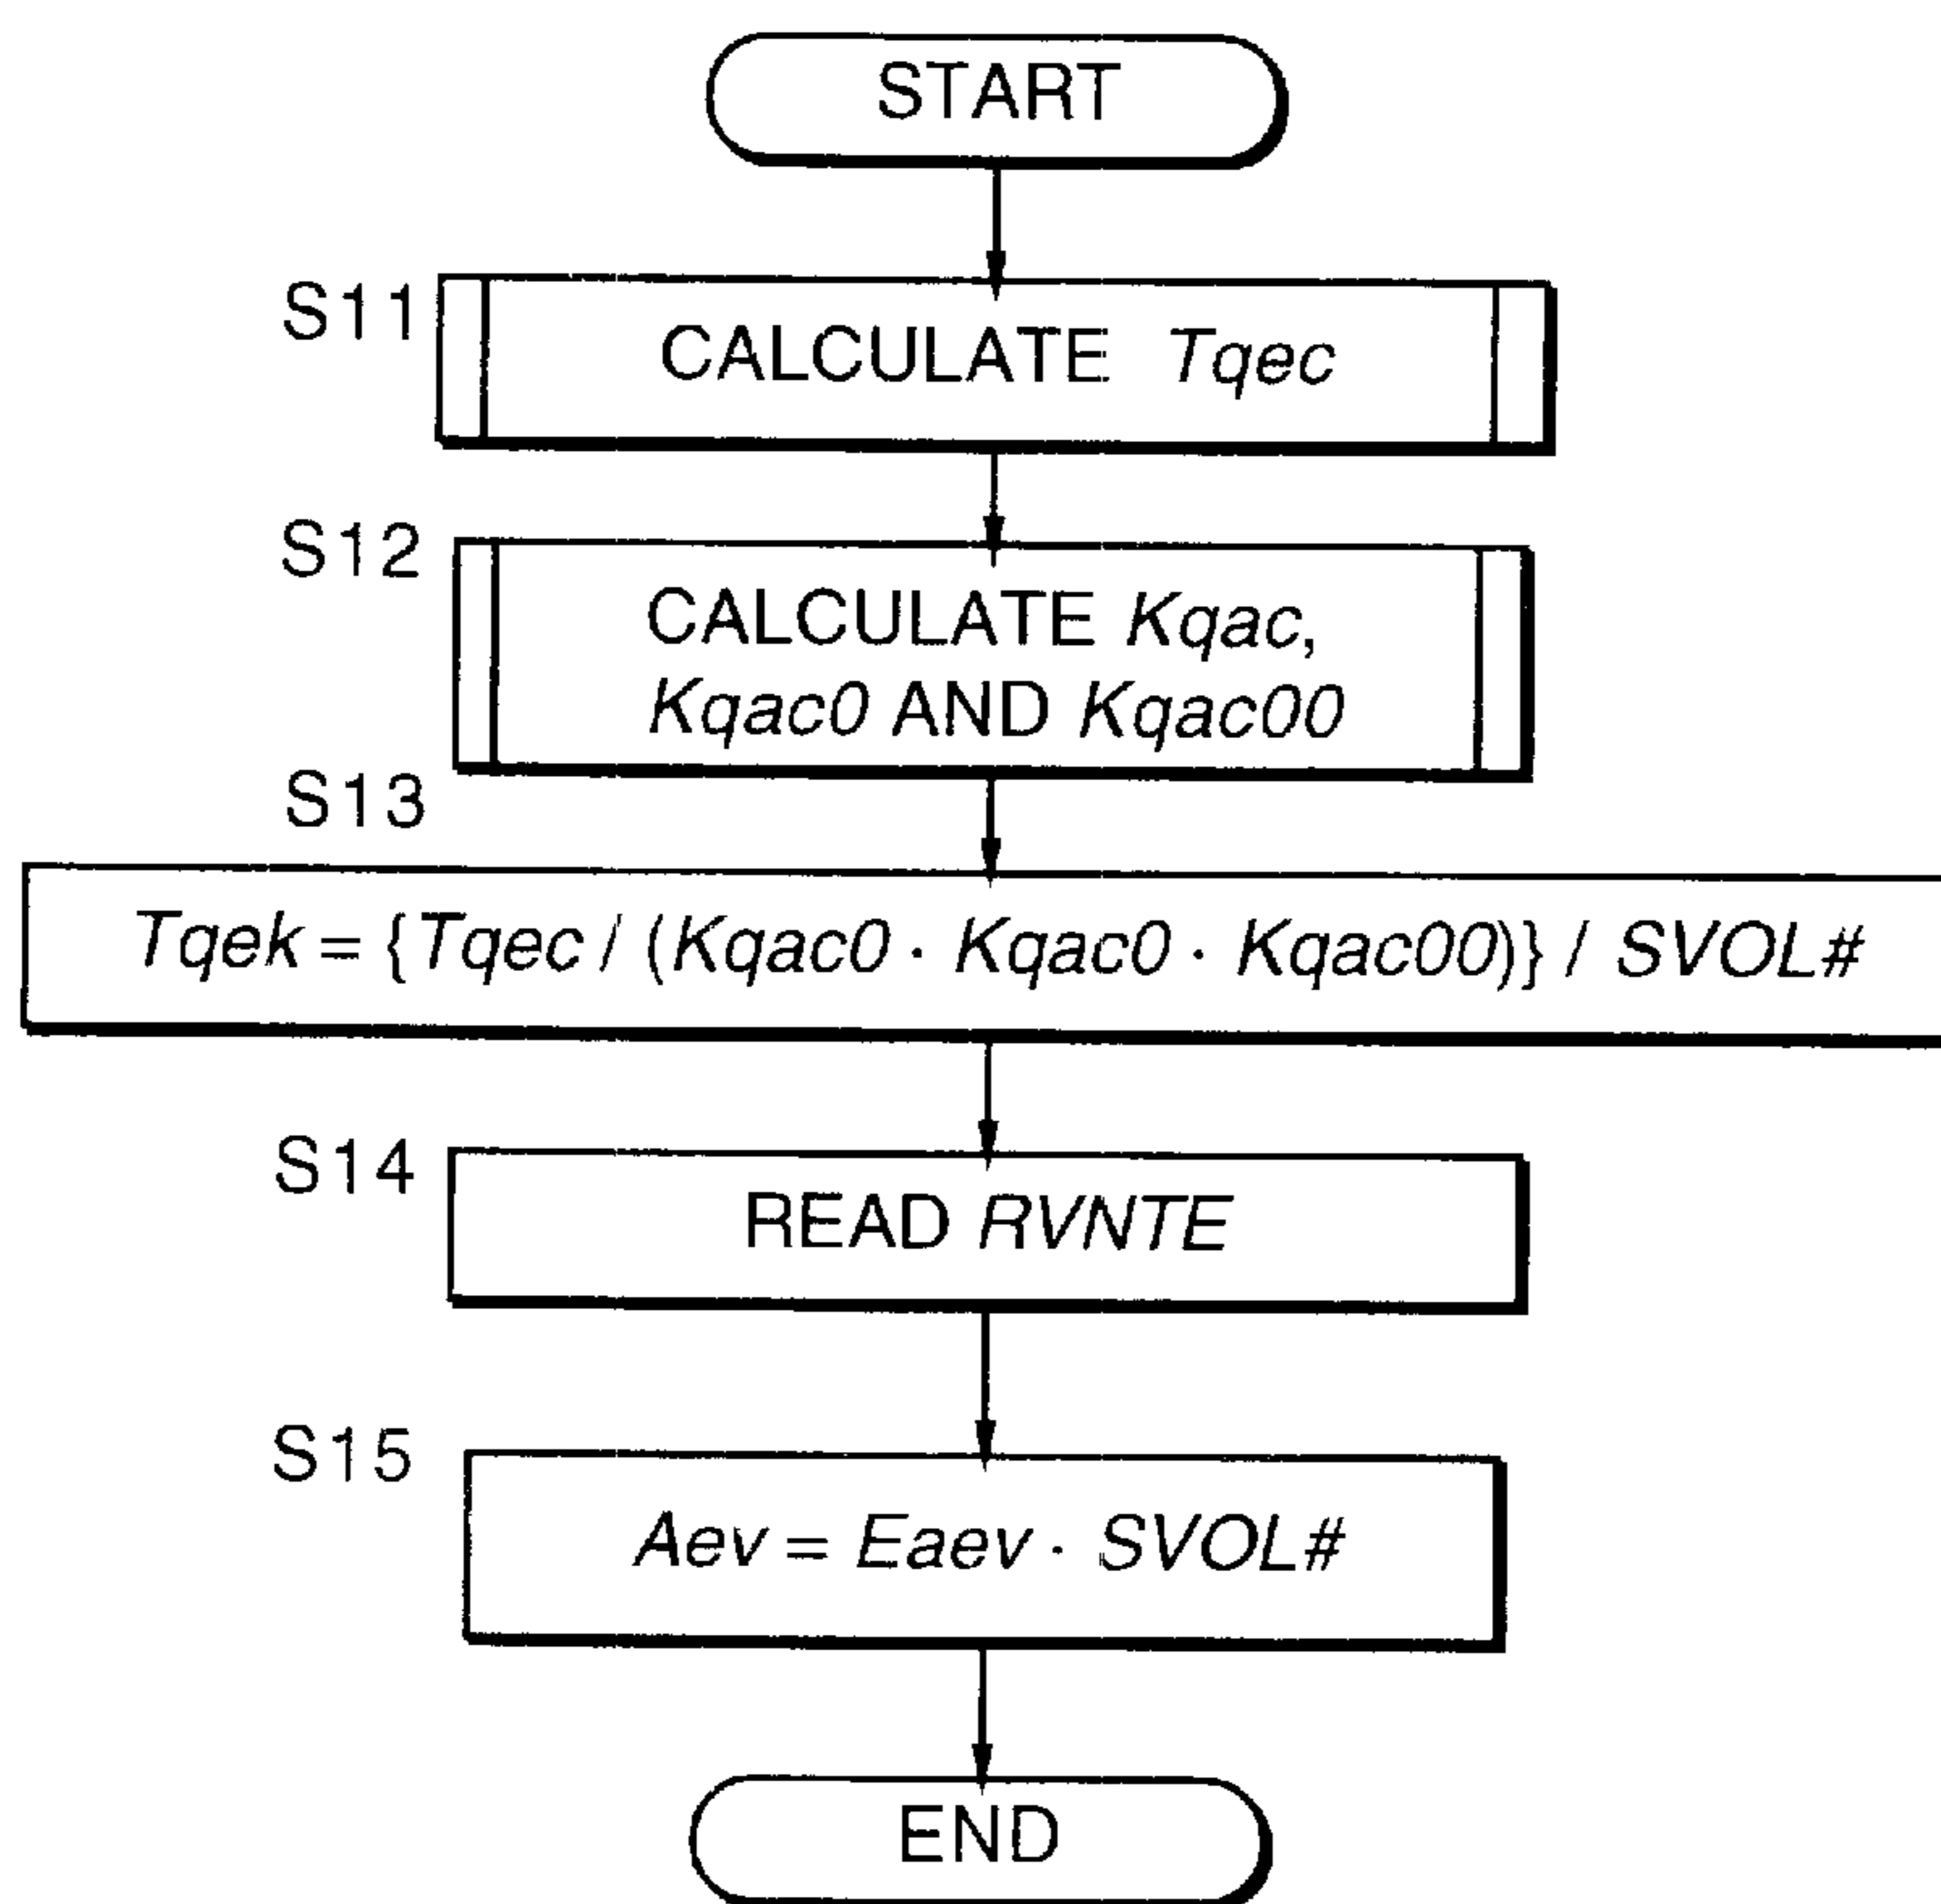 START
S11
CALCULATE Tqec
S12
CALCULATE Kqac,
Kqac0 AND Kqac00
S13
Tqek = {Tqec / (Kqac0 · Kqac0 · Kqac00)} / SVOL#
S14
READ RVNTE
S15
Aev = Eaev · SVOL#
END